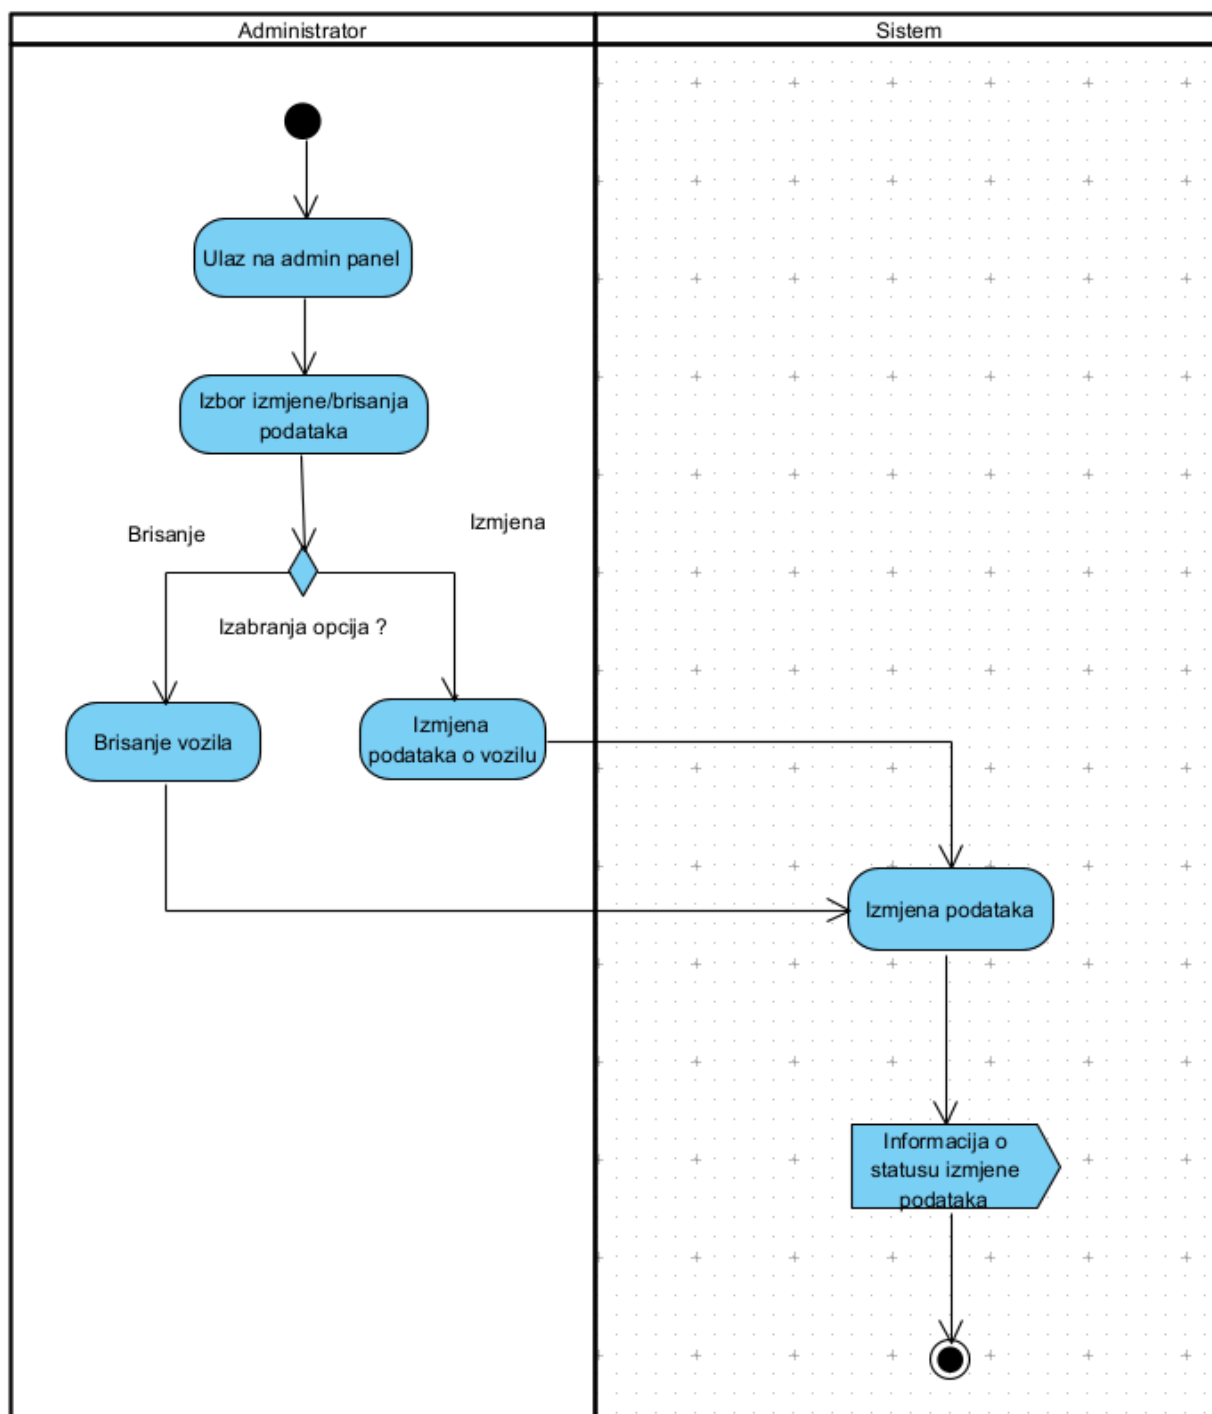 Administrator
Sistem
Ulaz na admin panel
Izbor izmjene/brisanja
podataka
Brisanje
Izmjena
Izabranja opcija ?
Brisanje vozila
Izmjena
podataka o vozilu
Izmjena podataka
Informacija o
statusu izmjene
podataka